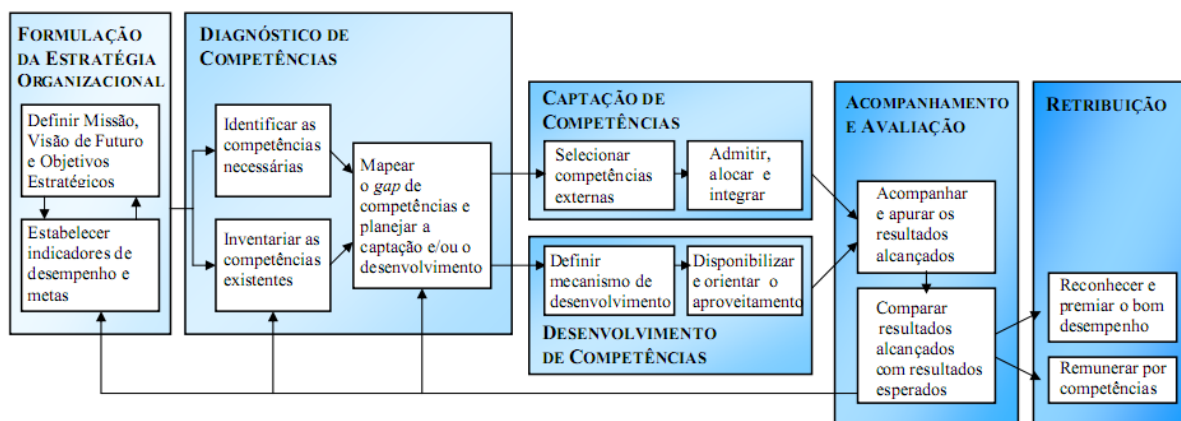 FORMULAÇÃO
DA ESTRATÉGIA
ORGANIZACIONAL
Definir Missão,
Visão de Futuro
e Objetivos
Estratégicos
Estabelecer
indicadores de
desempenho e
metas
DIAGNÓSTICO DE
COMPETÊNCIAS
Identificar as
competências
necessárias
Inventariar as
competências
existentes
Mapear
o gap de
competências e
planejar a
captação e/ou o
desenvolvimento
CAPTAÇÃO DE
COMPETÊNCIAS
Selecionar
competências
externas
Admitir,
alocar e
integrar
Definir
mecanismo de
desenvolvimento
Disponibilizar
e orientar o
aproveitamento
DESENVOLVIMENTO
DE COMPETÊNCIAS
ACOMPANHAMENTO
E AVALIAÇÃO
Acompanhar
e apurar os
resultados
alcançados
Comparar
resultados
alcançados
com resultados
esperados
RETRIBUIÇÃO
Reconhecer e
premiar o bom
desempenho
Remunerar por
competências